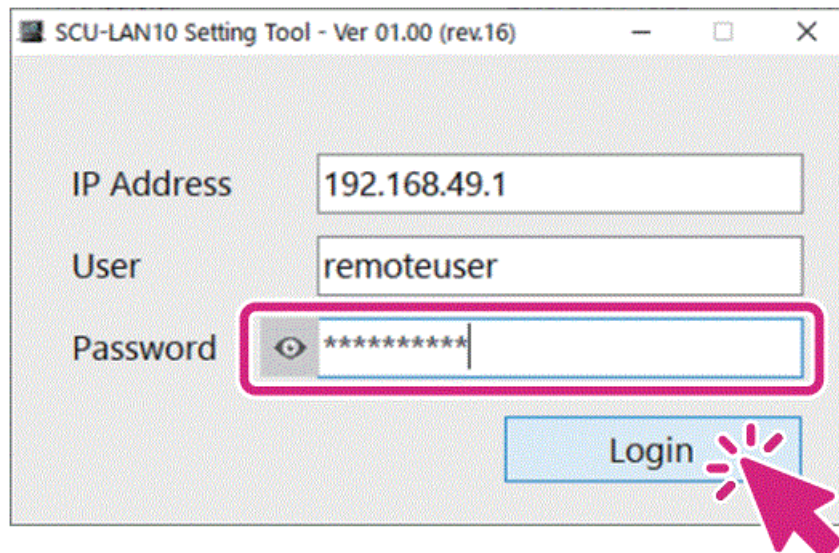 SCU-LAN10 Setting Tool - Ver 01.00 (rev.16)
IP Address 192.168.49.1
User remoteuser
Password **********
Login